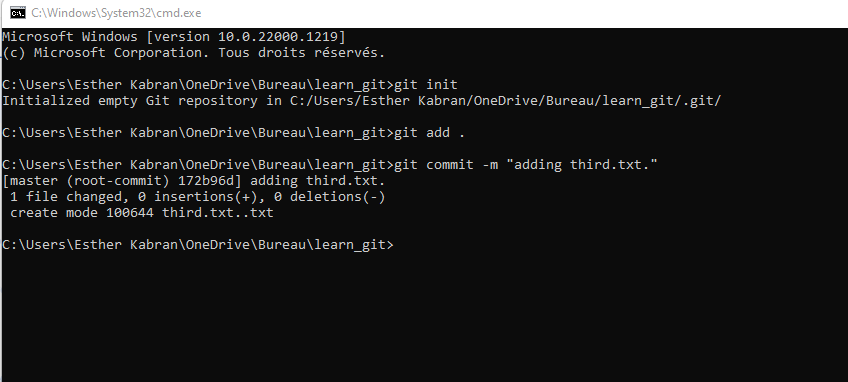 C:\Windows\System32\cmd.exe
Microsoft Windows [version 10.0.22000.1219]
(c) Microsoft Corporation. Tous droits réservés.
C:\Users\Esther Kabran\OneDrive\Bureau\learn_git>git init
Initialized empty Git repository in C:/Users/Esther Kabran/OneDrive/Bureau/learn_git/.git/
C:\Users\Esther Kabran\OneDrive\Bureau\learn_git>git add .
C:\Users\Esther Kabran\OneDrive\Bureau\learn_git>git commit -m "adding third.txt."
[master (root-commit) 172b96d] adding third.txt.
 1 file changed, 0 insertions(+), 0 deletions(-)
 create mode 100644 third.txt..txt
C:\Users\Esther Kabran\OneDrive\Bureau\learn_git>